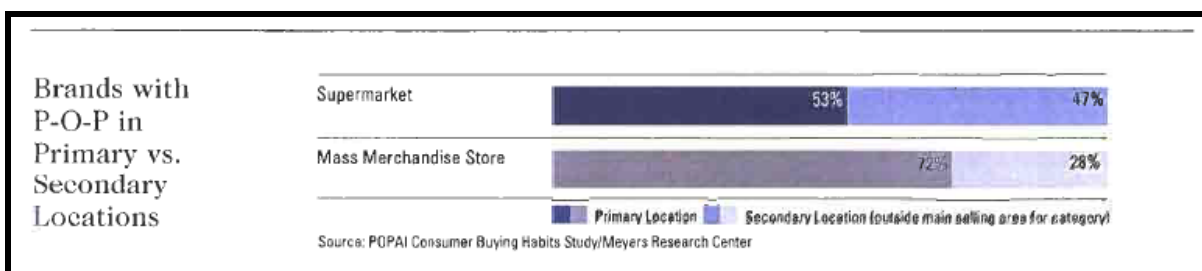 Brands with
P-O-P in
Primary vs.
Secondary
Locations
Supermarket 53% 47%
Mass Merchandise Store 72% 28%
Primary Location Secondary Location (outside main selling area for category)
Source: POPAI Consumer Buying Habits Study/Meyers Research Center